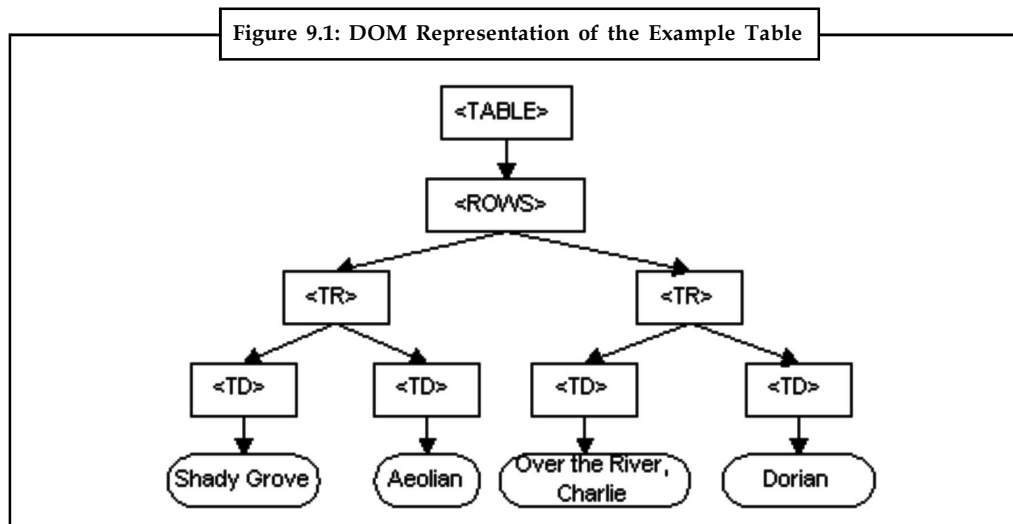 Figure 9.1: DOM Representation of the Example Table
<TABLE>
<ROWS>
<TR> <TR>
<TD> <TD> <TD> <TD>
Shady Grove Aeolian Over the River, Charlie Dorian